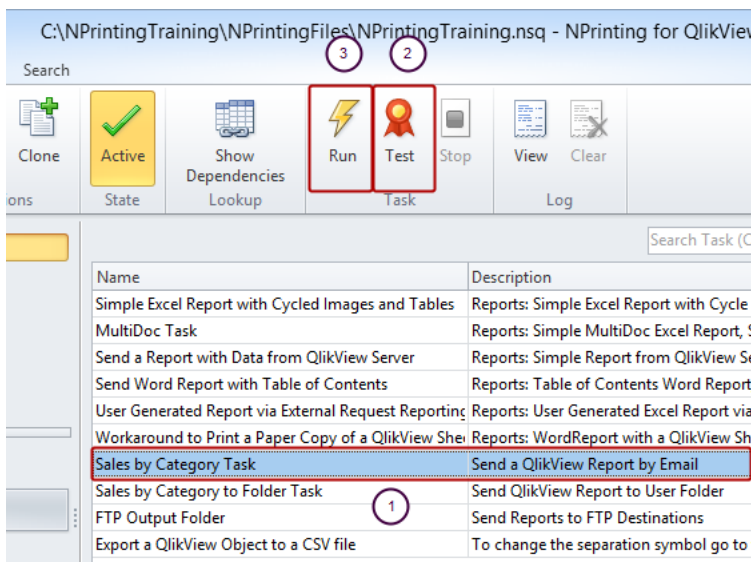 C:\NPrintingTraining\NPrintingFiles\NPrintingTraining.nsq - NPrinting for QlikView
3 2
Search
Clone Active Show Dependencies Run Test Stop View Clear
ons State Lookup Task Log
Search Task (C
Name Description
Simple Excel Report with Cycled Images and Tables Reports: Simple Excel Report with Cycle
MultiDoc Task Reports: Simple MultiDoc Excel Report, S
Send a Report with Data from QlikView Server Reports: Simple Report from QlikView Se
Send Word Report with Table of Contents Reports: Table of Contents Word Report
User Generated Report via External Request Reporting Reports: User Generated Excel Report via
Workaround to Print a Paper Copy of a QlikView Shee Reports: WordReport with a QlikView Sh
Sales by Category Task Send a QlikView Report by Email
Sales by Category to Folder Task Send QlikView Report to User Folder
1
FTP Output Folder Send Reports to FTP Destinations
Export a QlikView Object to a CSV file To change the separation symbol go to